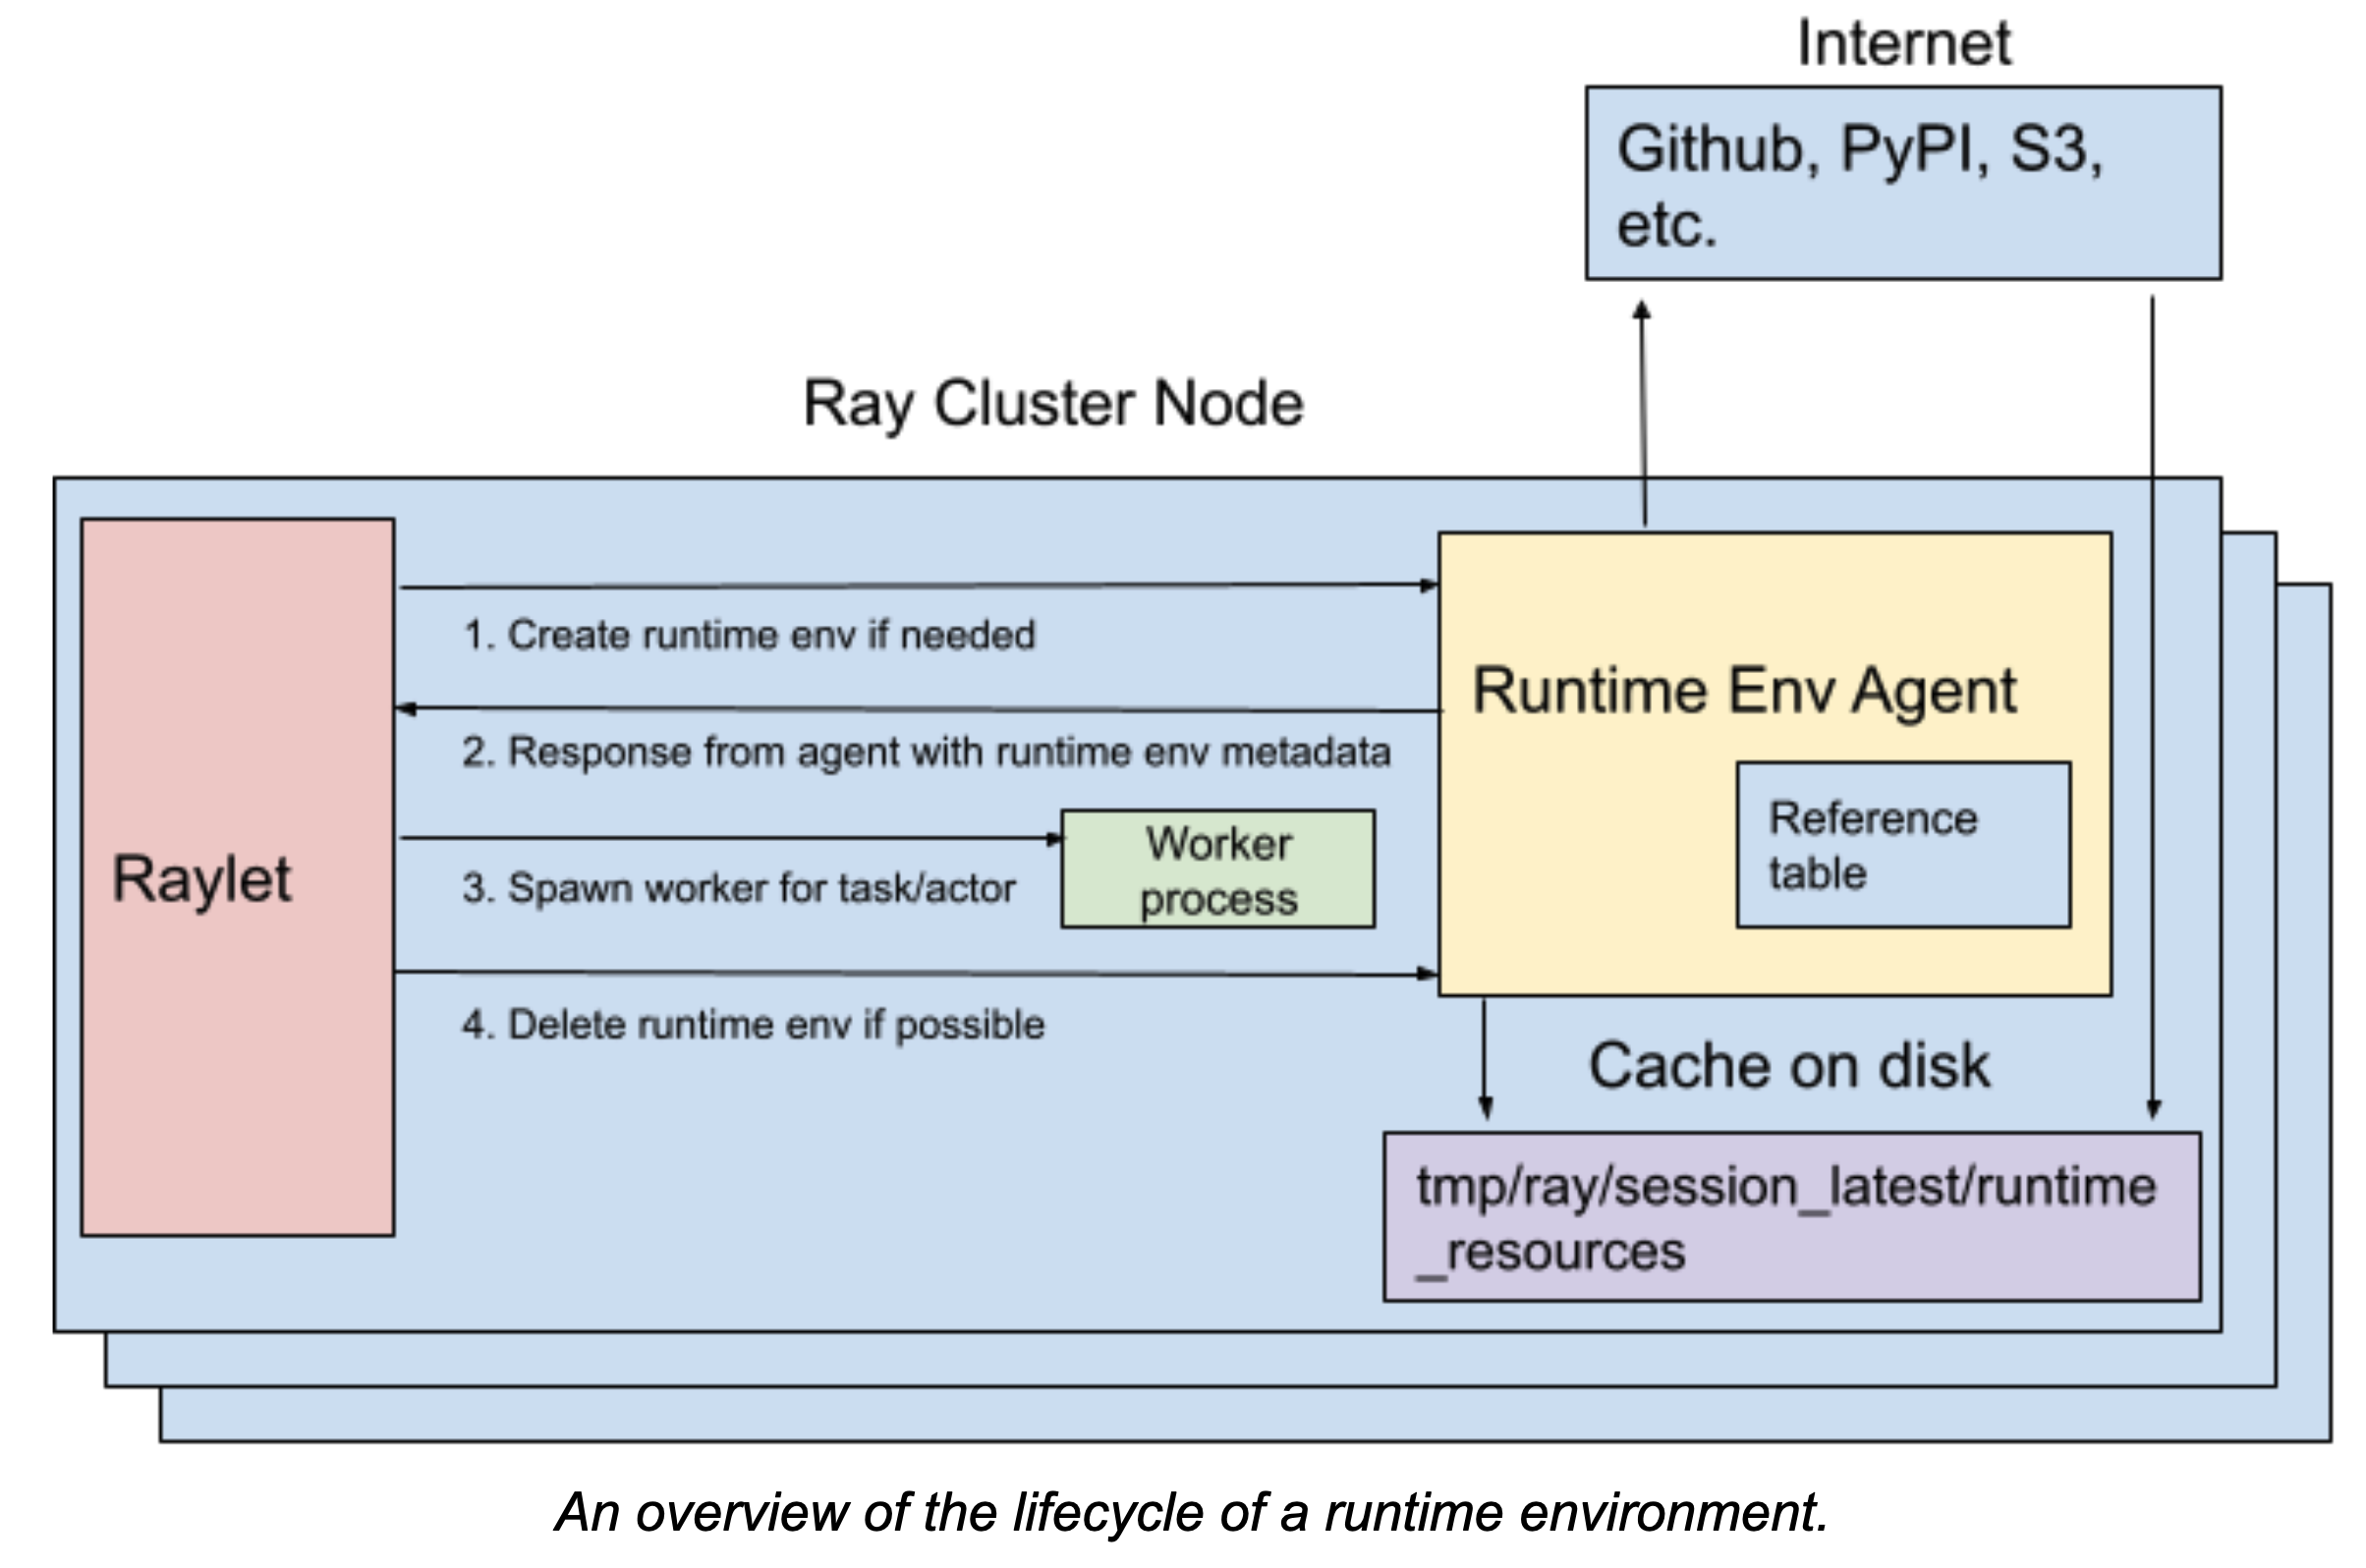 Internet
Github, PyPI, S3,
etc.
Ray Cluster Node
Raylet
1. Create runtime env if needed
2. Response from agent with runtime env metadata
3. Spawn worker for task/actor
4. Delete runtime env if possible
Worker
process
Runtime Env Agent
Reference
table
Cache on disk
tmp/ray/session_latest/runtime
_resources
An overview of the lifecycle of a runtime environment.